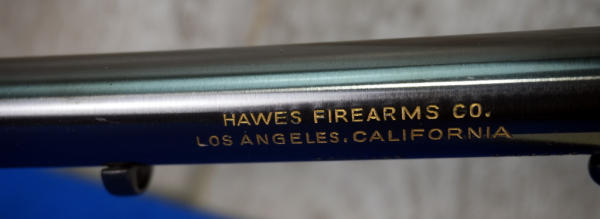 HAWES FIREARMS CO.
LOS ANGELES, CALIFORNIA